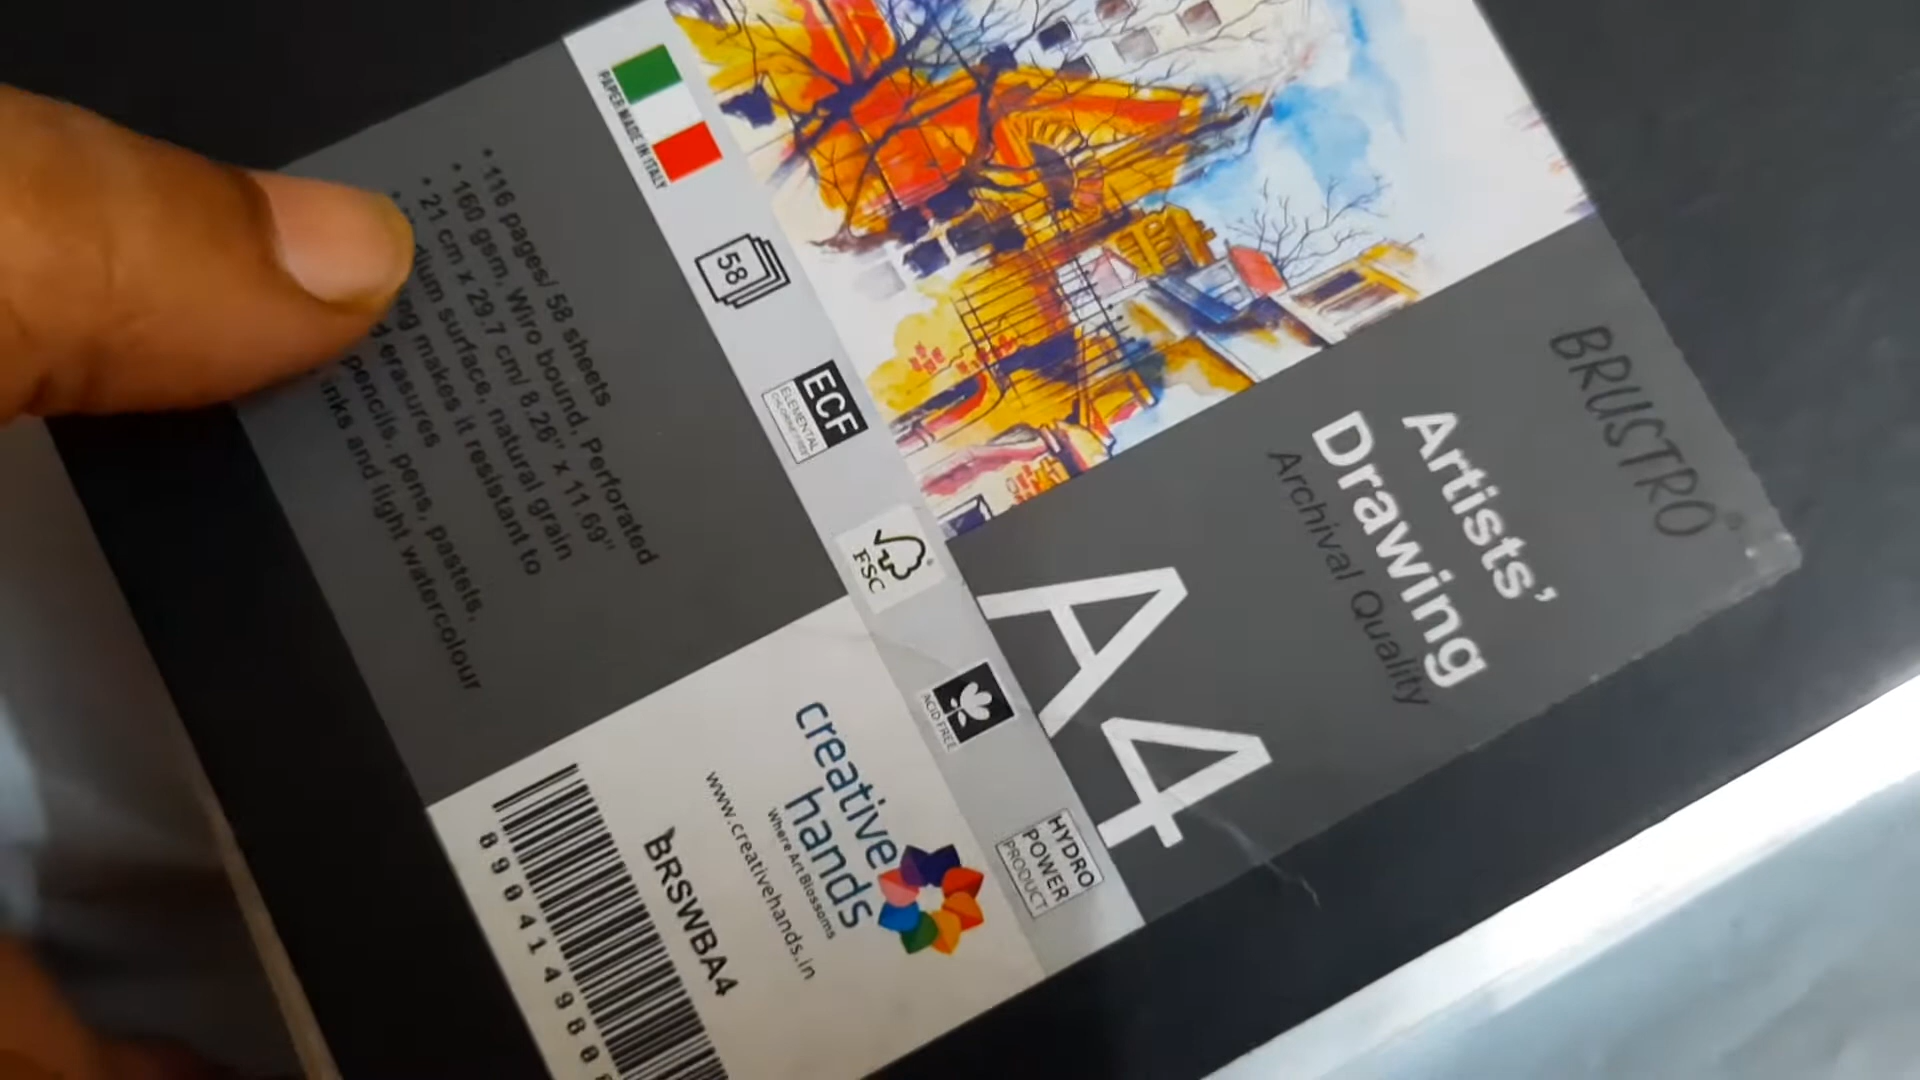 BRUSTRO
Artists'
Drawing
Archival Quality
A4
PAPER MADE IN ITALY
58
ECF
ELEMENTAL
CHLORINE FREE
FSC
ACID FREE
HYDRO
POWER
PRODUCT
• 116 pages/ 58 sheets
• 160 gsm, Wiro bound, Perforated
• 21 cm x 29.7 cm/ 8.26" x 11.69"
surface, natural grain
makes it resistant to
erasures
pencils, pens, pastels,
inks and light watercolour
creative
hands
Where Art Blossoms
www.creativehands.in
BRSWBA4
890414980